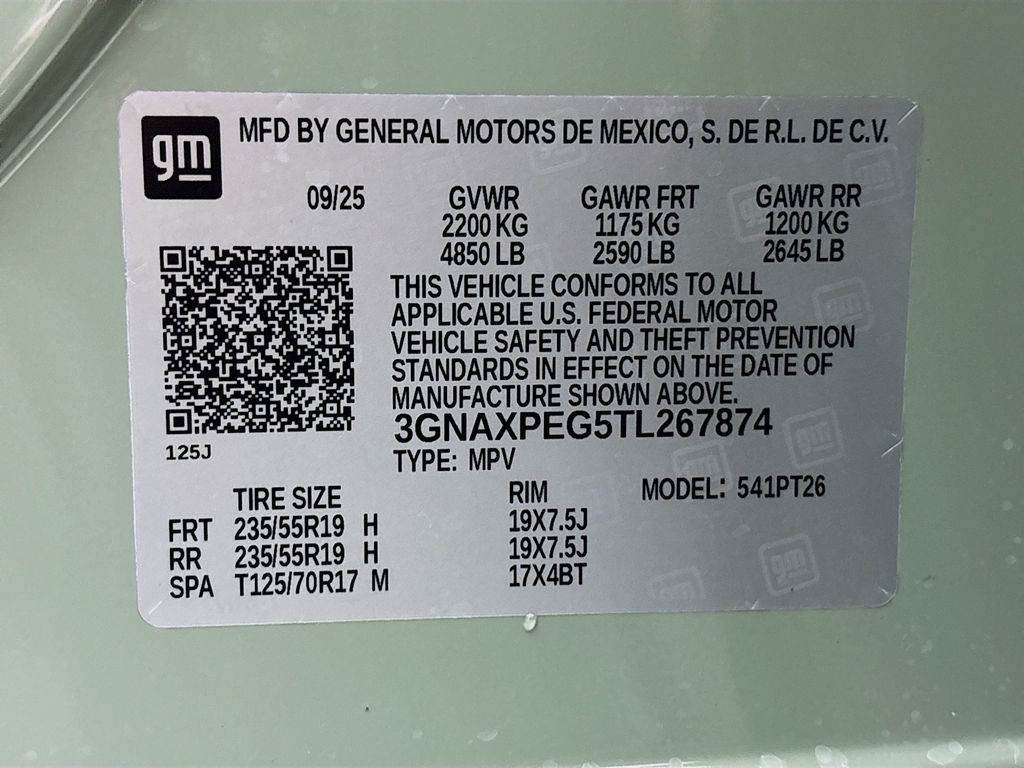 gm
MFD BY GENERAL MOTORS DE MEXICO, S. DE R.L. DE C.V.
09/25 GVWR GAWR FRT GAWR RR
2200 KG 1175 KG 1200 KG
4850 LB 2590 LB 2645 LB
THIS VEHICLE CONFORMS TO ALL
APPLICABLE U.S. FEDERAL MOTOR
VEHICLE SAFETY AND THEFT PREVENTION
STANDARDS IN EFFECT ON THE DATE OF
MANUFACTURE SHOWN ABOVE.
3GNAXPEG5TL267874
125J
TYPE: MPV
TIRE SIZE RIM MODEL: 541PT26
FRT 235/55R19 H 19X7.5J
RR 235/55R19 H 19X7.5J
SPA T125/70R17 M 17X4BT